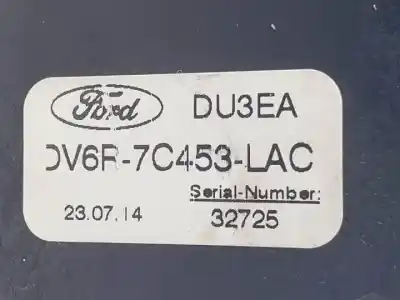 Ford DU3EA
DV6R-7C453-LAC
Serial-Number:
23.07.14 32725